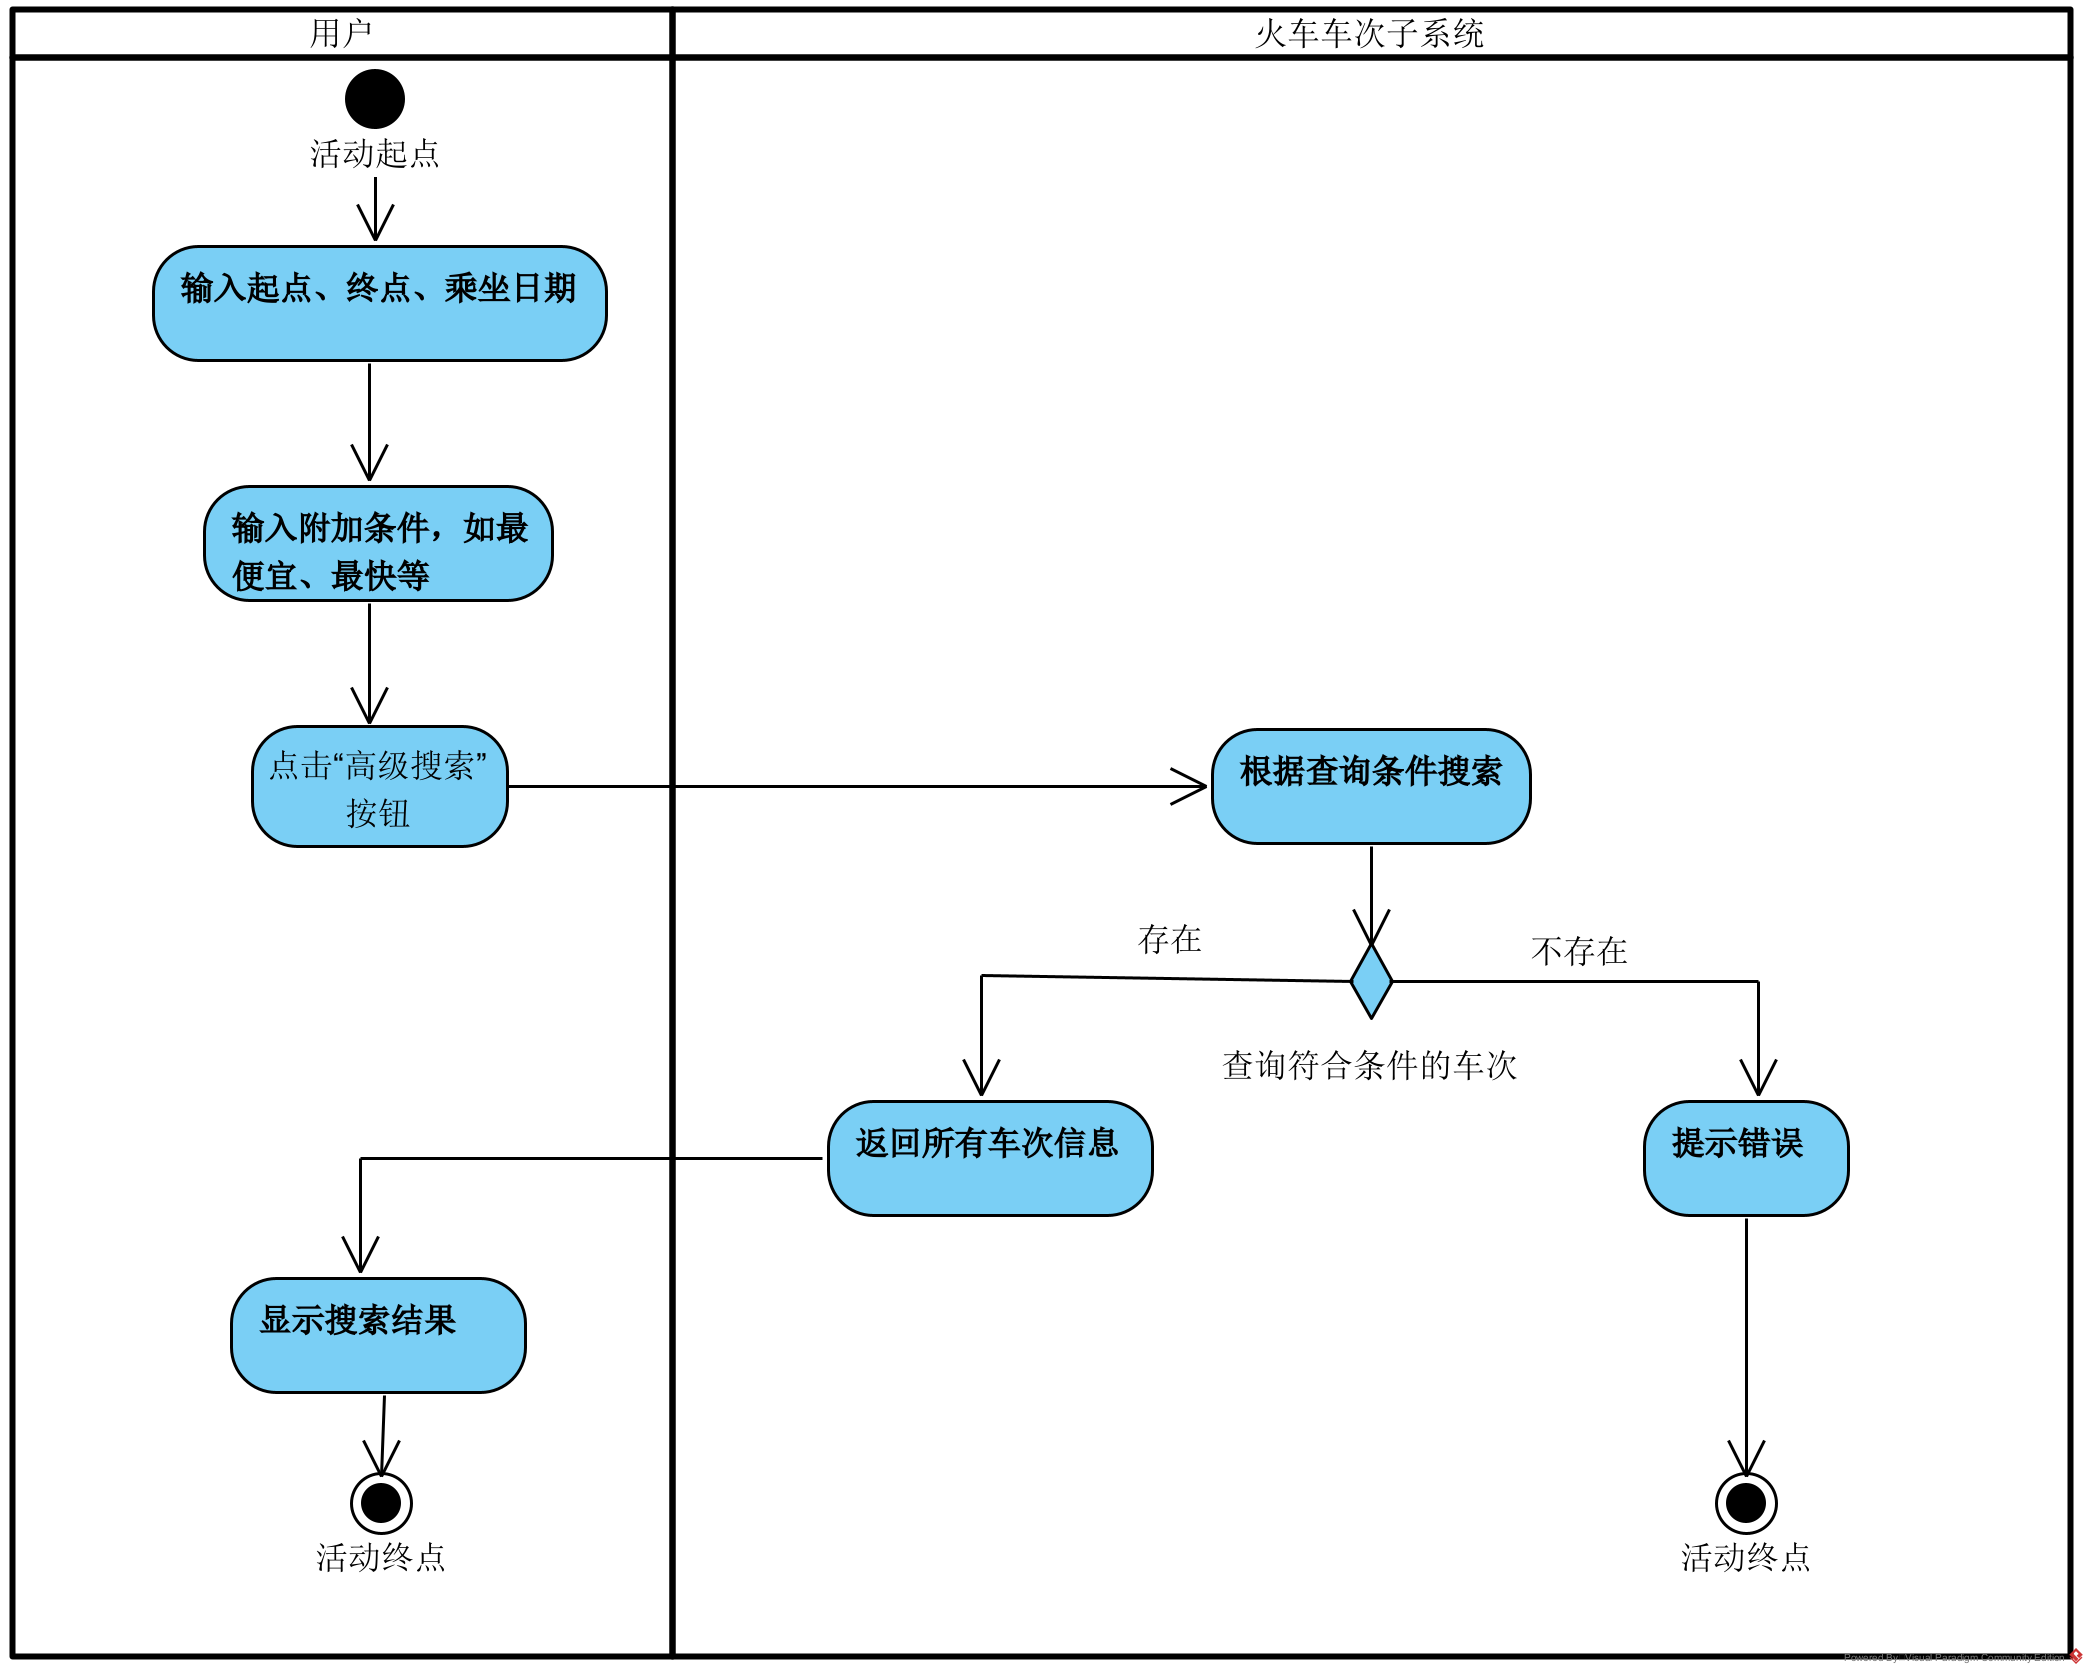 用户
火车车次子系统
活动起点
输入起点、终点、乘坐日期
输入附加条件，如最
便宜、最快等
点击“高级搜索”
按钮
根据查询条件搜索
存在
不存在
查询符合条件的车次
返回所有车次信息
提示错误
显示搜索结果
活动终点
活动终点
Powered By Visual Paradigm Community Edition